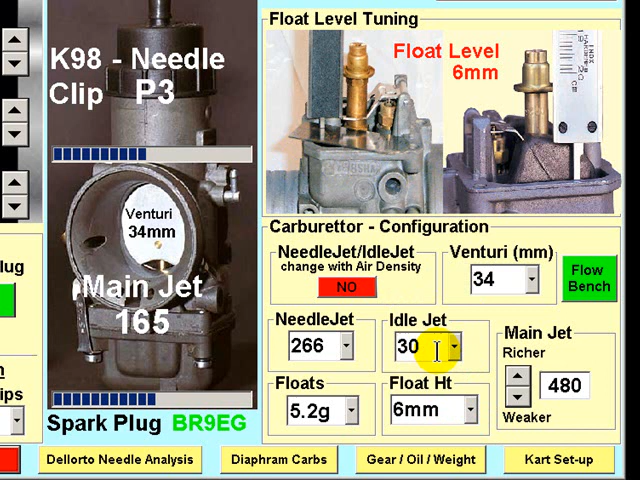 Float Level Tuning
K98 - Needle
Clip P3
Float Level
6mm
Venturi
34mm
Main Jet
165
Carburettor - Configuration
NeedleJet/IdleJet
change with Air Density
NO
Venturi (mm)
34
Flow
Bench
NeedleJet
266
Idle Jet
30
Main Jet
Richer
480
Weaker
Floats
5.2g
Float Ht
6mm
lug
ips
Spark Plug BR9EG
Dellorto Needle Analysis
Diaphram Carbs
Gear / Oil / Weight
Kart Set-up